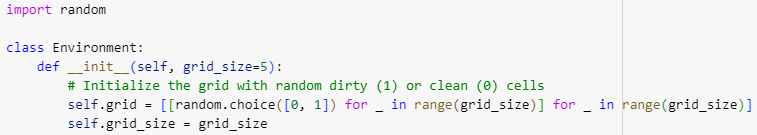 import random
class Environment:
    def __init__(self, grid_size=5):
        # Initialize the grid with random dirty (1) or clean (0) cells
        self.grid = [[random.choice([0, 1]) for _ in range(grid_size)] for _ in range(grid_size)]
        self.grid_size = grid_size